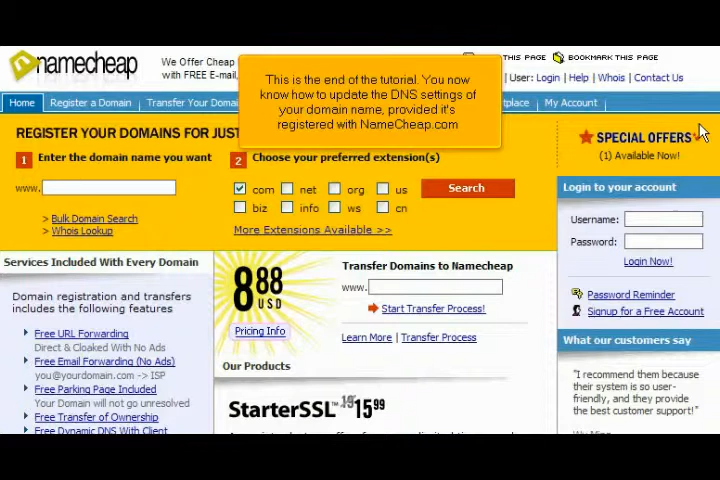 namecheap
We Offer Cheap
with FREE E-mail,
THIS PAGE
BOOKMARK THIS PAGE
User: Login | Help | Whois | Contact Us
This is the end of the tutorial. You now
know how to update the DNS settings of
your domain name, provided it's
registered with NameCheap.com
Home
Register a Domain
Transfer Your Domai
tplace
My Account
REGISTER YOUR DOMAINS FOR JUST
1 Enter the domain name you want
2 Choose your preferred extension(s)
www.
com net org us
biz info ws cn
Search
> Bulk Domain Search
> Whois Lookup
More Extensions Available >>
SPECIAL OFFERS
(1) Available Now!
Login to your account
Username:
Password:
Login Now!
Password Reminder
Signup for a Free Account
What our customers say
"I recommend them because
their system is so user-
friendly, and they provide
the best customer support!"
Services Included With Every Domain
Domain registration and transfers
includes the following features
Free URL Forwarding
Direct & Cloaked With No Ads
Free Email Forwarding (No Ads)
you@yourdomain.com -> ISP
Free Parking Page Included
Your Domain will not go unresolved
Free Transfer of Ownership
Free Dynamic DNS With Client
8 88
USD
Pricing Info
Transfer Domains to Namecheap
www.
Start Transfer Process!
Learn More | Transfer Process
Our Products
StarterSSL™ 15 99